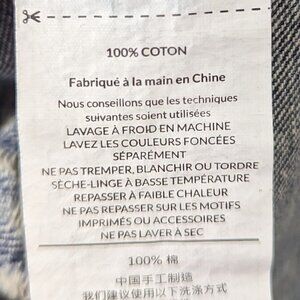 100% COTON
Fabriqué à la main en Chine
Nous conseillons que les techniques
suivantes soient utilisées
LAVAGE À FROID EN MACHINE
LAVEZ LES COULEURS FONCÉES
SÉPARÉMENT
NE PAS TREMPER, BLANCHIR OU TORDRE
SÈCHE-LINGE À BASSE TEMPÉRATURE
REPASSER À FAIBLE CHALEUR
NE PAS REPASSER SUR LES MOTIFS
IMPRIMÉS OU ACCESSOIRES
NE PAS LAVER À SEC
100% 棉
中国手工制造
我们建议使用以下洗涤方式